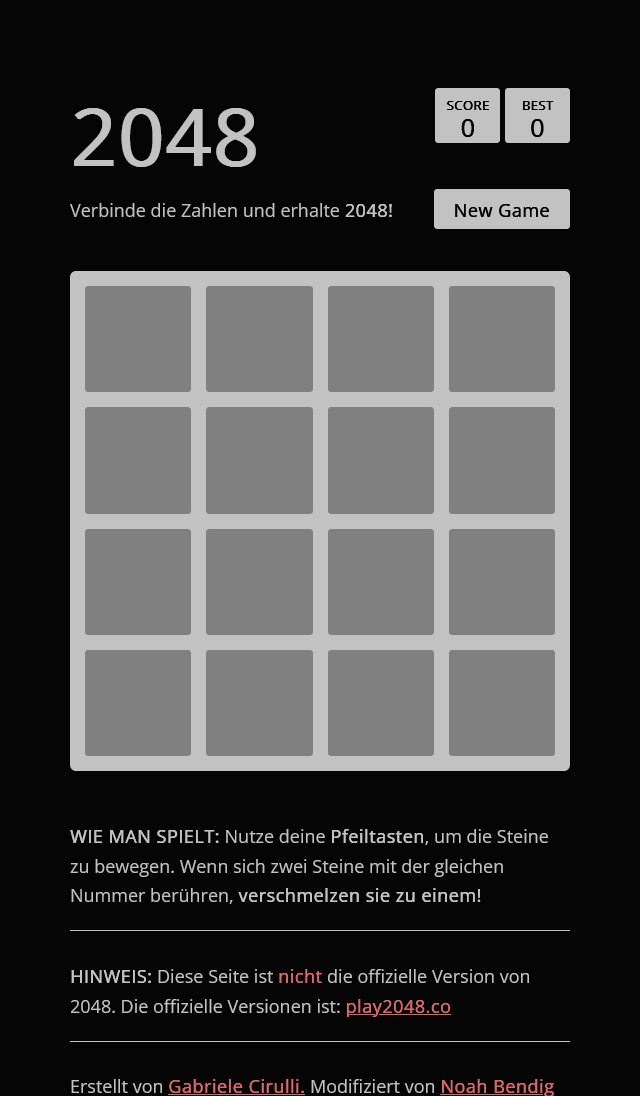 2048
SCORE
0
BEST
0
Verbinde die Zahlen und erhalte 2048!
New Game
WIE MAN SPIELT: Nutze deine Pfeiltasten, um die Steine
zu bewegen. Wenn sich zwei Steine mit der gleichen
Nummer berühren, verschmelzen sie zu einem!
HINWEIS: Diese Seite ist nicht die offizielle Version von
2048. Die offizielle Versionen ist: play2048.co
Erstellt von Gabriele Cirulli. Modifiziert von Noah Bendig